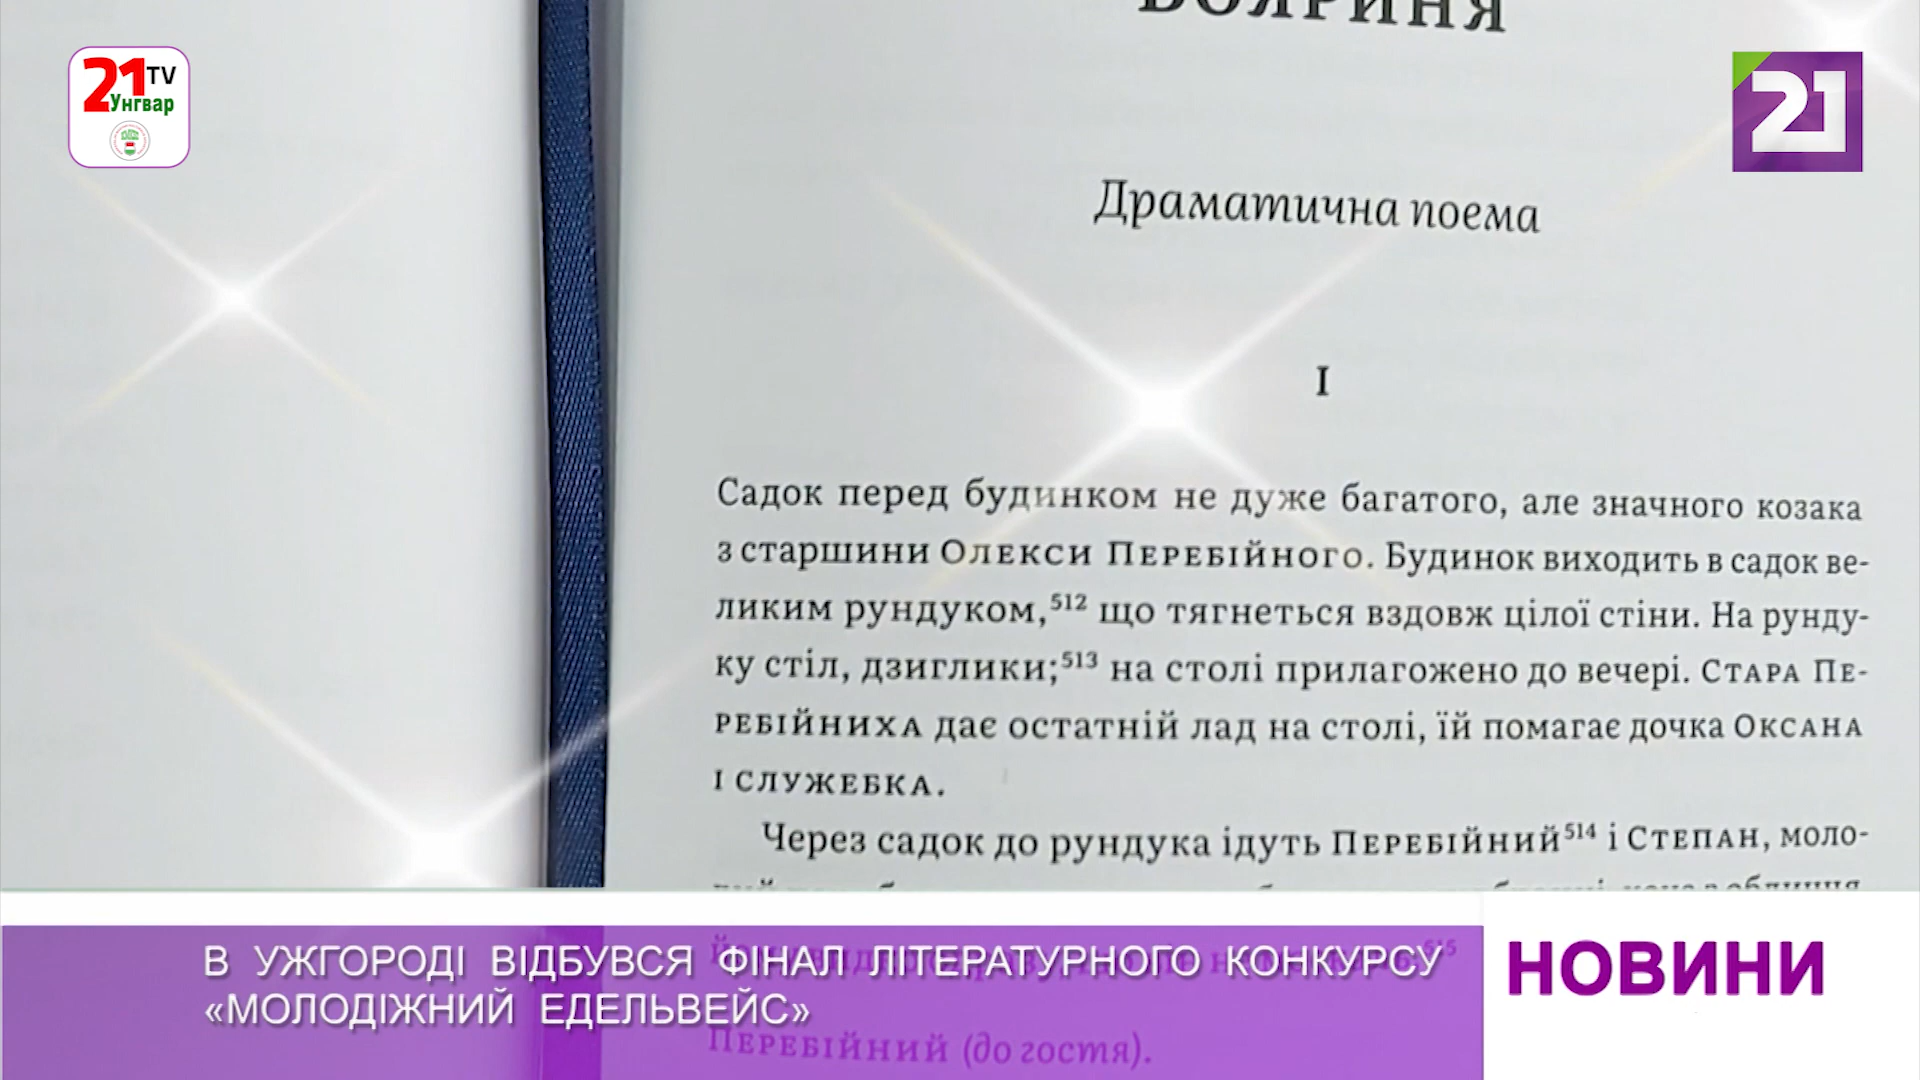 21 TV
Унгвар
21
БОЯРИНЯ
Драматична поема
I
Садок перед будинком не дуже багатого, але значного козака
з старшини Олекси Перебійного. Будинок виходить в садок ве-
ликим рундуком,512 що тягнеться вздовж цілої стіни. На рунду-
ку стіл, дзиглики;513 на столі прилагожено до вечері. Стара Пе-
ребійниха дає остатній лад на столі, їй помагає дочка Оксана
і служебка.
Через садок до рундука ідуть Перебійний514 і Степан, моло-
В УЖГОРОДІ ВІДБУВСЯ ФІНАЛ ЛІТЕРАТУРНОГО КОНКУРСУ
«МОЛОДІЖНИЙ ЕДЕЛЬВЕЙС»
НОВИНИ
Перебійний (до гостя).